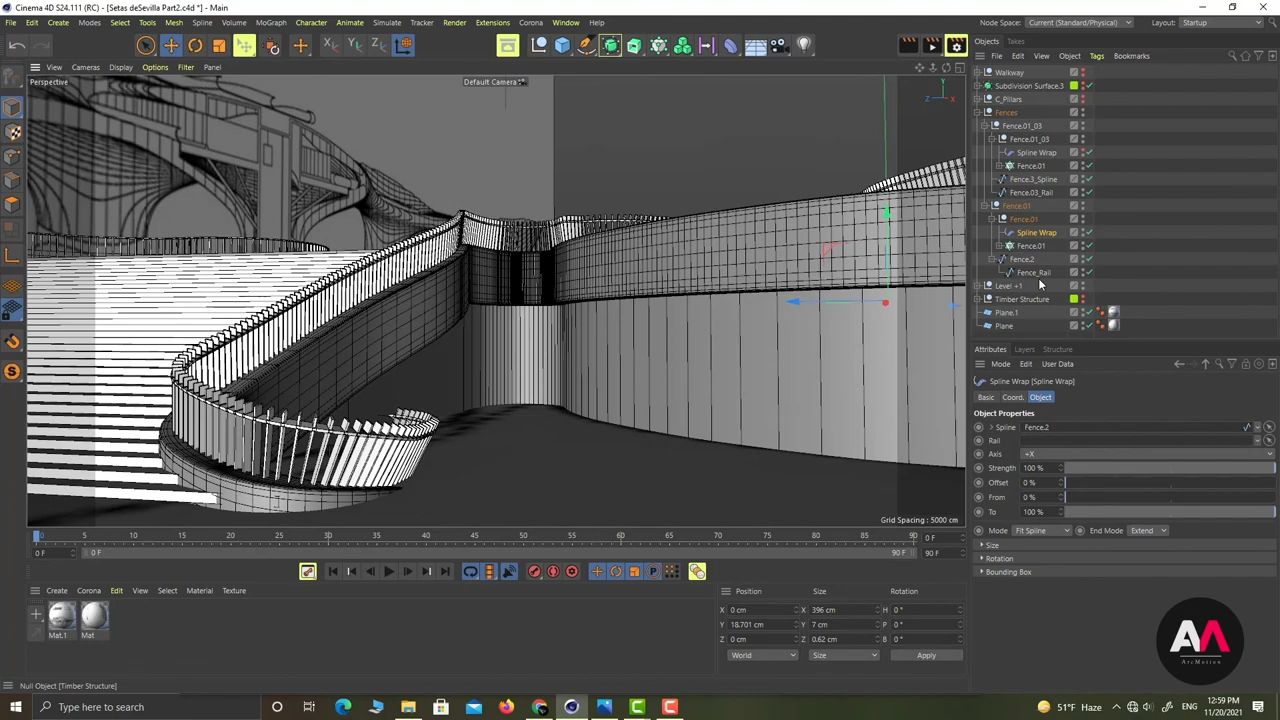 Cinema 4D S24.111 (RC) - [Setas deSevilla Part2.c4d *] - Main
File Edit Create Modes Select Tools Mesh Spline Volume MoGraph Character Animate Simulate Tracker Render Extensions Corona Window Help
Node Space: Current (Standard/Physical) Layout: Startup
Objects Takes
File Edit View Object Tags Bookmarks
View Cameras Display Options Filter Panel
Perspective
Default Camera
Y
Z X
Walkway
Subdivision Surface.3
C_Pillars
Fences
Fence.01_03
Fence.01_03
Spline Wrap
Fence.01
Fence.3_Spline
Fence.03_Rail
Fence.01
Fence.01
Spline Wrap
Fence.01
Fence.2
Fence_Rail
Level +1
Timber Structure
Plane.1
Plane
Attributes Layers Structure
Mode Edit User Data
Spline Wrap [Spline Wrap]
Basic Coord. Object
Object Properties
Spline Fence.2
Rail
Axis +X
Strength 100 %
Offset 0 %
From 0 %
To 100 %
Mode Fit Spline End Mode Extend
Size
Rotation
Bounding Box
Grid Spacing : 5000 cm
0 5 10 15 20 25 30 35 40 45 50 55 60 65 70 75 80 85 90 0 F
0 F 0 F 90 F 90 F
Create Corona Edit View Select Material Texture
Mat.1 Mat
Position Size Rotation
X 0 cm X 396 cm H 0 °
Y 18.701 cm Y 7 cm P 0 °
Z 0 cm Z 0.62 cm B 0 °
World Size Apply
AM
ArcMotion
Null Object [Timber Structure]
Type here to search
51°F Haze
12:59 PM
11/20/2021